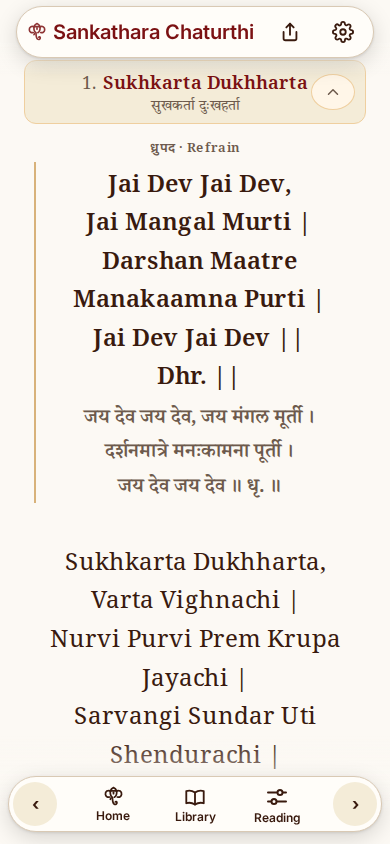 Sankathara Chaturthi
1. Sukhkarta Dukhharta
सुखकर्ता दुःखहर्ता
ध्रुपद · Refrain
Jai Dev Jai Dev,
Jai Mangal Murti |
Darshan Maatre
Manakaamna Purti |
Jai Dev Jai Dev ||
Dhr. ||
जय देव जय देव, जय मंगल मूर्ती ।
दर्शनमात्रे मनःकामना पूर्ती ।
जय देव जय देव ॥ धृ. ॥
Sukhkarta Dukhharta,
Varta Vighnachi |
Nurvi Purvi Prem Krupa
Jayachi |
Sarvangi Sundar Uti
Shendurachi |
‹
Home
Library
Reading
›